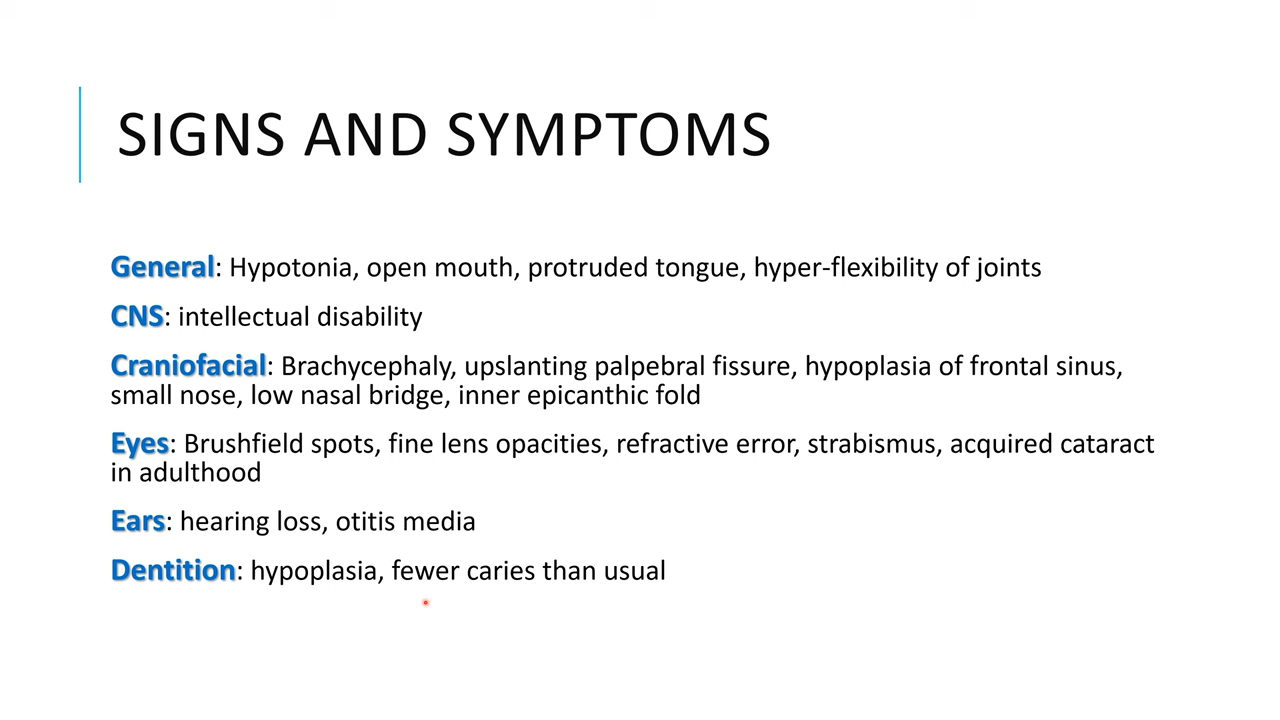 SIGNS AND SYMPTOMS
General: Hypotonia, open mouth, protruded tongue, hyper-flexibility of joints
CNS: intellectual disability
Craniofacial: Brachycephaly, upslanting palpebral fissure, hypoplasia of frontal sinus,
small nose, low nasal bridge, inner epicanthic fold
Eyes: Brushfield spots, fine lens opacities, refractive error, strabismus, acquired cataract
in adulthood
Ears: hearing loss, otitis media
Dentition: hypoplasia, fewer caries than usual